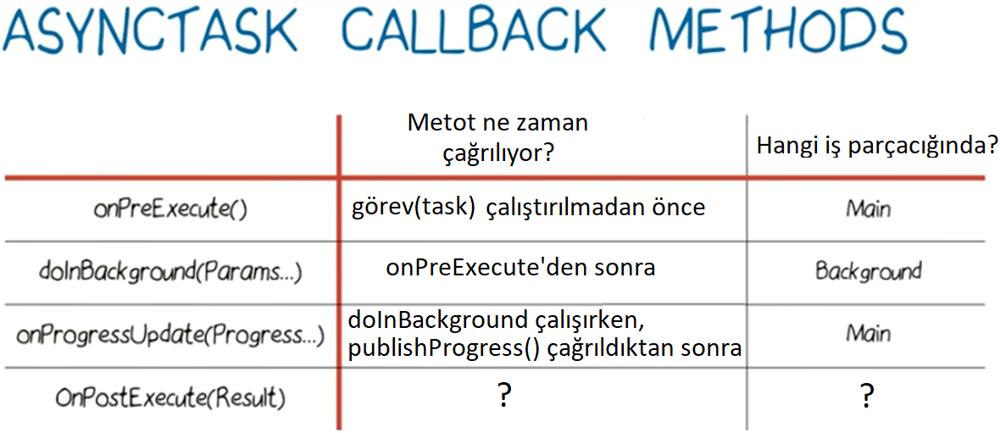 ASYNCTASK CALLBACK METHODS
Metot ne zaman
çağrılıyor?
Hangi iş parçacığında?
onPreExecute()
görev(task) çalıştırılmadan önce
Main
doInBackground(Params...)
onPreExecute'den sonra
Background
onProgressUpdate(Progress...)
doInBackground çalışırken,
publishProgress() çağrıldıktan sonra
Main
OnPostExecute(Result)
?
?